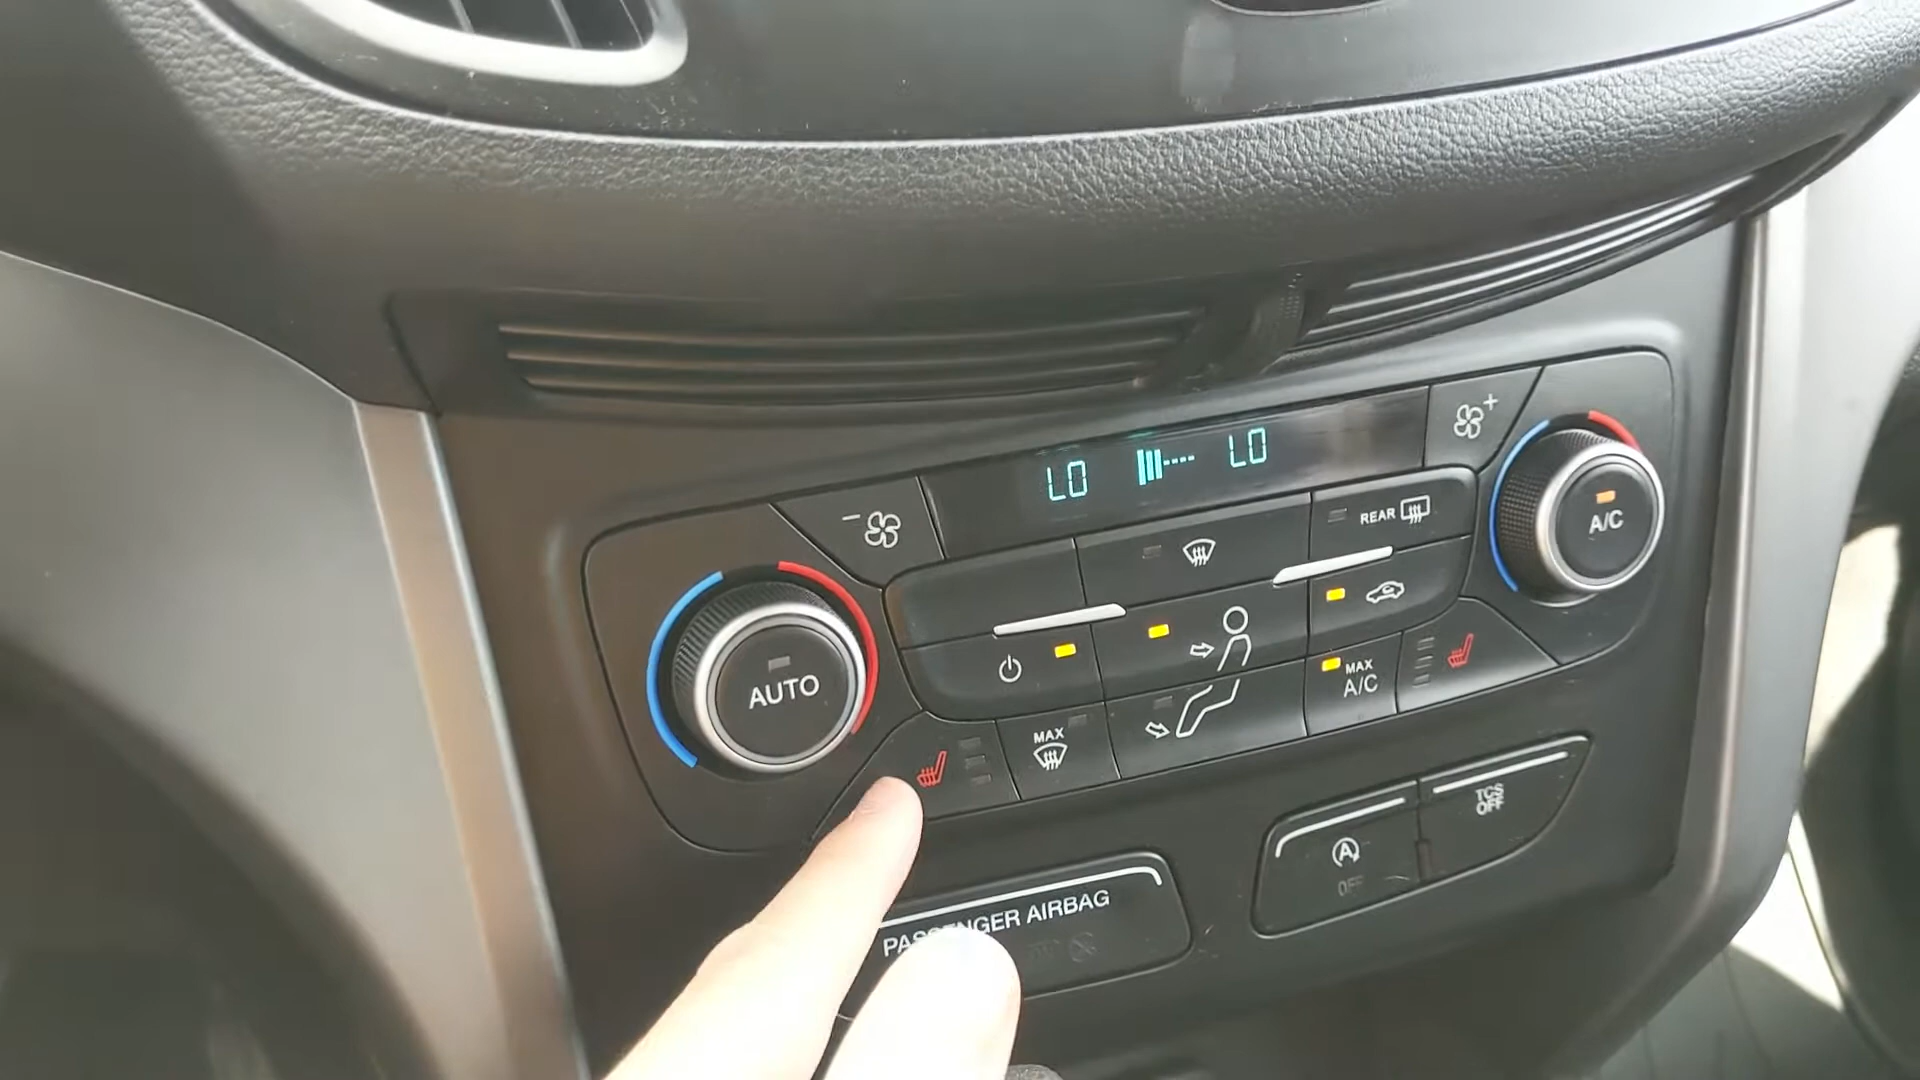 LO LO
REAR
A/C
AUTO
MAX
A/C
MAX
TCS
OFF
A
OFF
PASSENGER AIRBAG